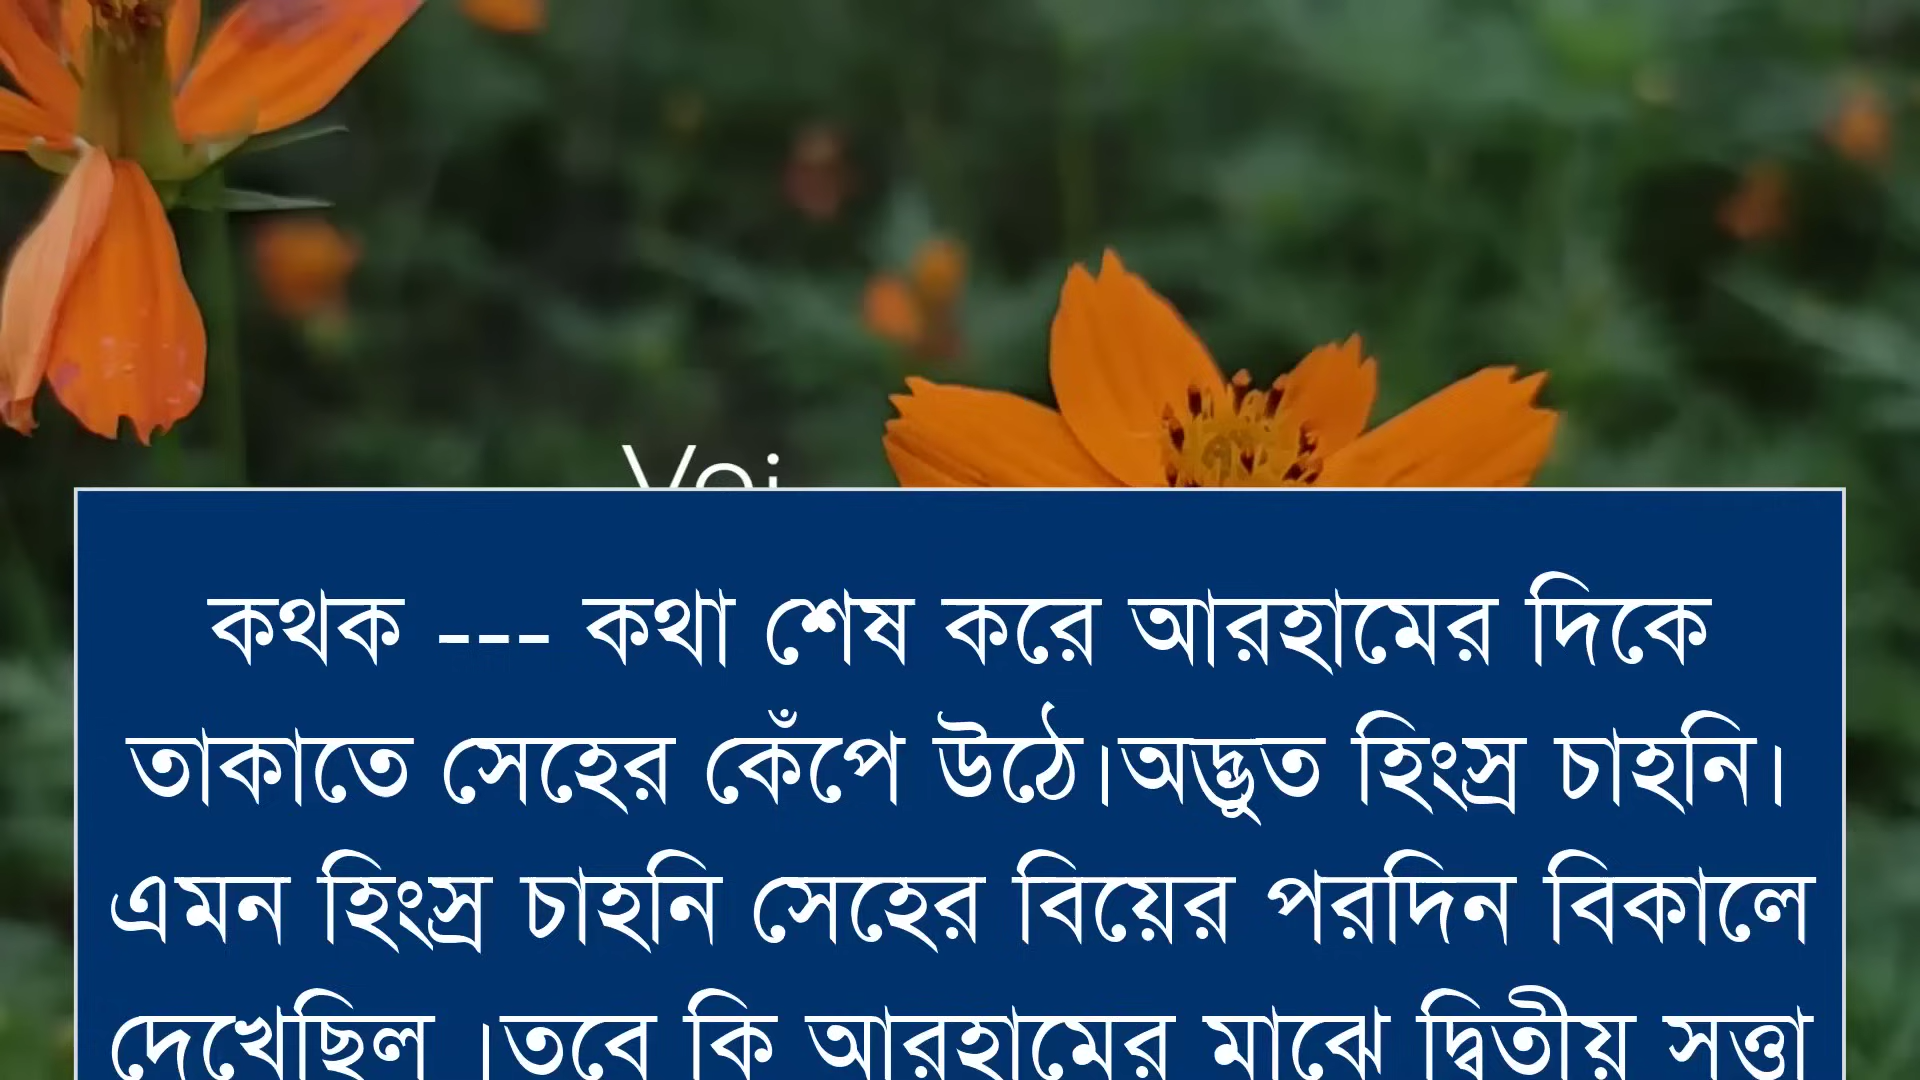 কথক --- কথা শেষ করে আরহামের দিকে
তাকাতে সেহের কেঁপে উঠে।অদ্ভুত হিংস্র চাহনি।
এমন হিংস্র চাহনি সেহের বিয়ের পরদিন বিকালে
দেখেছিল ।তবে কি আরহামের মাঝে দ্বিতীয় সত্তা